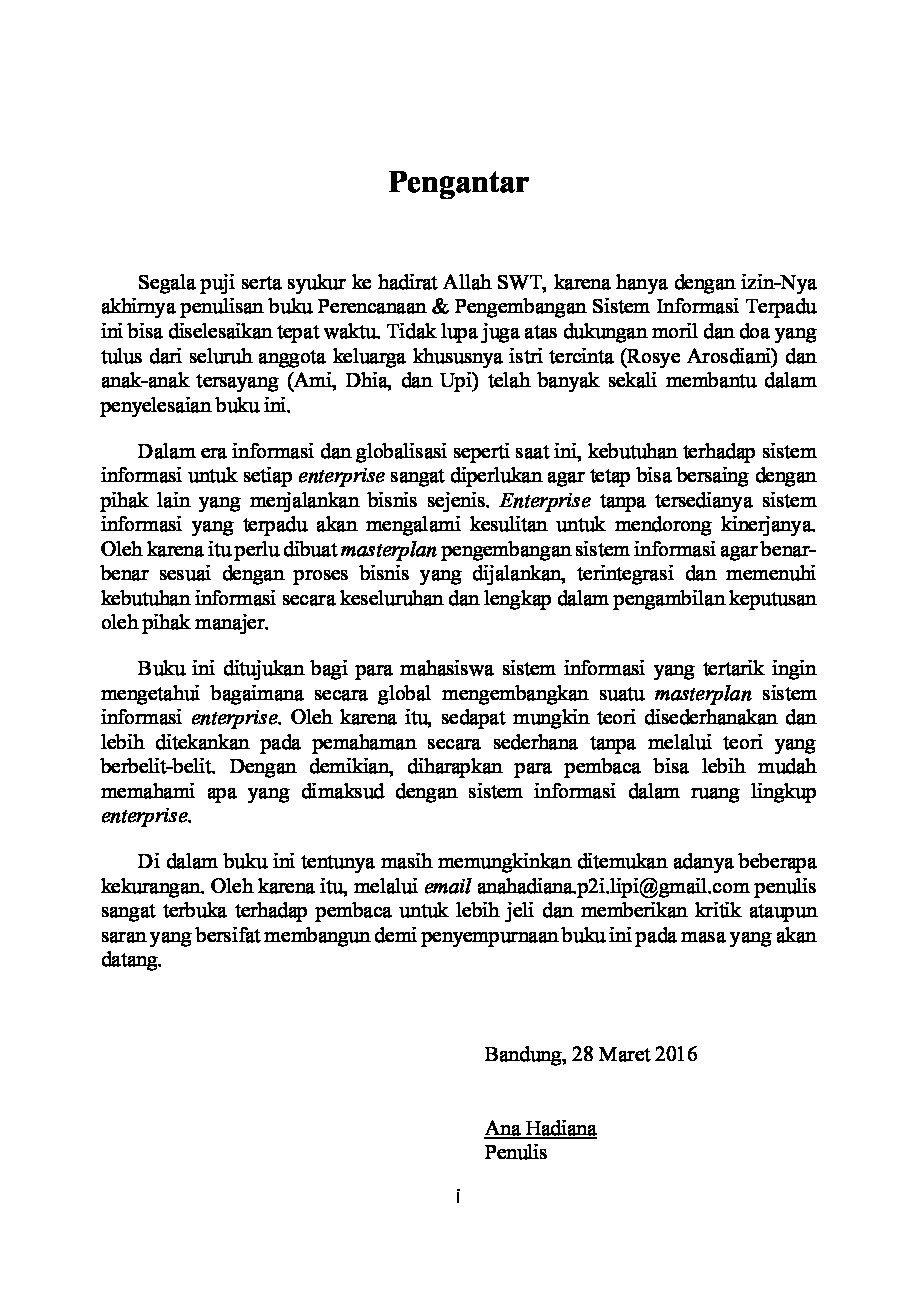 Pengantar
Segala puji serta syukur ke hadirat Allah SWT, karena hanya dengan izin-Nya
akhirnya penulisan buku Perencanaan & Pengembangan Sistem Informasi Terpadu
ini bisa diselesaikan tepat waktu. Tidak lupa juga atas dukungan moril dan doa yang
tulus dari seluruh anggota keluarga khususnya istri tercinta (Rosye Arosdiani) dan
anak-anak tersayang (Ami, Dhia, dan Upi) telah banyak sekali membantu dalam
penyelesaian buku ini.
Dalam era informasi dan globalisasi seperti saat ini, kebutuhan terhadap sistem
informasi untuk setiap enterprise sangat diperlukan agar tetap bisa bersaing dengan
pihak lain yang menjalankan bisnis sejenis. Enterprise tanpa tersedianya sistem
informasi yang terpadu akan mengalami kesulitan untuk mendorong kinerjanya.
Oleh karena itu perlu dibuat masterplan pengembangan sistem informasi agar benar-
benar sesuai dengan proses bisnis yang dijalankan, terintegrasi dan memenuhi
kebutuhan informasi secara keseluruhan dan lengkap dalam pengambilan keputusan
oleh pihak manajer.
Buku ini ditujukan bagi para mahasiswa sistem informasi yang tertarik ingin
mengetahui bagaimana secara global mengembangkan suatu masterplan sistem
informasi enterprise. Oleh karena itu, sedapat mungkin teori disederhanakan dan
lebih ditekankan pada pemahaman secara sederhana tanpa melalui teori yang
berbelit-belit. Dengan demikian, diharapkan para pembaca bisa lebih mudah
memahami apa yang dimaksud dengan sistem informasi dalam ruang lingkup
enterprise.
Di dalam buku ini tentunya masih memungkinkan ditemukan adanya beberapa
kekurangan. Oleh karena itu, melalui email anahadiana.p2i.lipi@gmail.com penulis
sangat terbuka terhadap pembaca untuk lebih jeli dan memberikan kritik ataupun
saran yang bersifat membangun demi penyempurnaan buku ini pada masa yang akan
datang.
Bandung, 28 Maret 2016
Ana Hadiana
Penulis
i